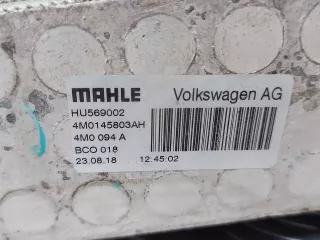 MAHLE Volkswagen AG
HU569002
4M0145803AH
4M0 094 A
BCO 018
23.08.18 12:45:02